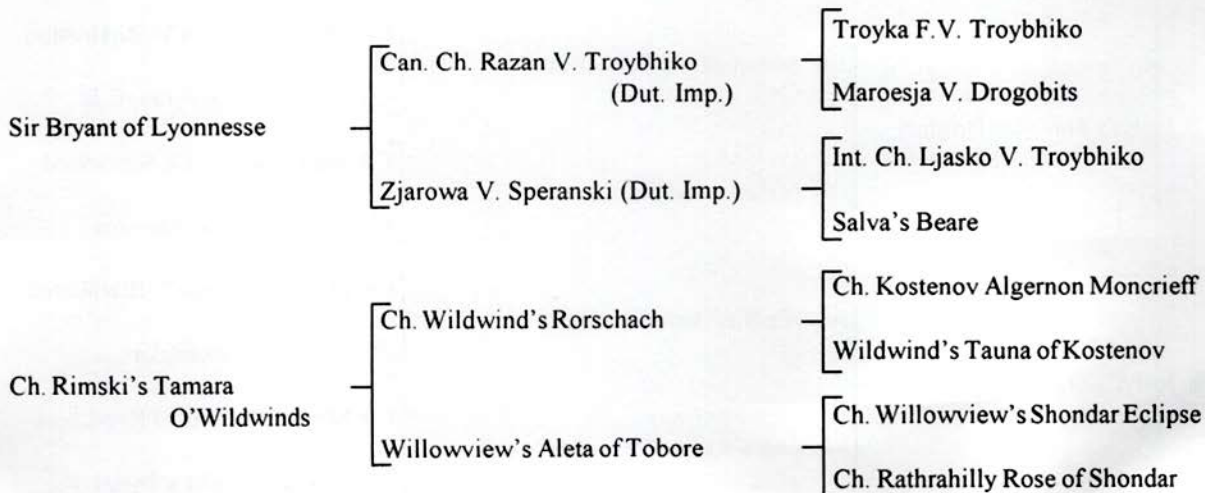 Troyka F.V. Troybhiko
Can. Ch. Razan V. Troybhiko
(Dut. Imp.)
Maroesja V. Drogobits
Sir Bryant of Lyonnesse
Int. Ch. Ljasko V. Troybhiko
Zjarowa V. Speranski (Dut. Imp.)
Salva's Beare
Ch. Kostenov Algernon Moncrieff
Ch. Wildwind's Rorschach
Wildwind's Tauna of Kostenov
Ch. Rimski's Tamara
O'Wildwinds
Ch. Willowview's Shondar Eclipse
Willowview's Aleta of Tobore
Ch. Rathrahilly Rose of Shondar